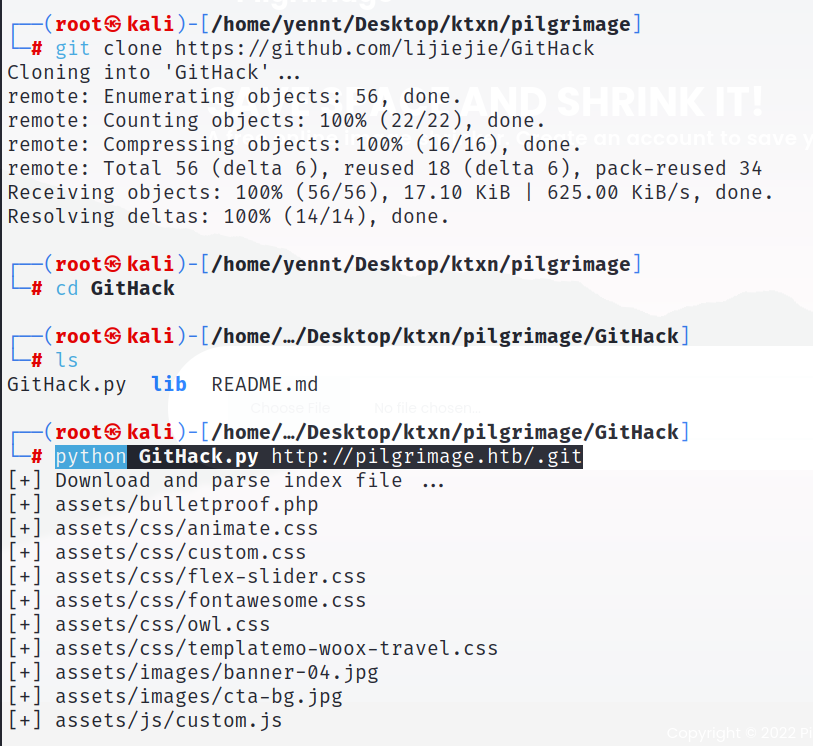 Pilgrimage
┌──(root㉿kali)-[/home/yennt/Desktop/ktxn/pilgrimage]
└─# git clone https://github.com/lijiejie/GitHack
Cloning into 'GitHack'...
remote: Enumerating objects: 56, done.
AND SHRINK IT!
remote: Counting objects: 100% (22/22), done.
an account to save y
remote: Compressing objects: 100% (16/16), done.
remote: Total 56 (delta 6), reused 18 (delta 6), pack-reused 34
Receiving objects: 100% (56/56), 17.10 KiB | 625.00 KiB/s, done.
Resolving deltas: 100% (14/14), done.
┌──(root㉿kali)-[/home/yennt/Desktop/ktxn/pilgrimage]
└─# cd GitHack
┌──(root㉿kali)-[/home/…/Desktop/ktxn/pilgrimage/GitHack]
└─# ls
GitHack.py  lib  README.md
Choose File No file chosen...
┌──(root㉿kali)-[/home/…/Desktop/ktxn/pilgrimage/GitHack]
└─# python GitHack.py http://pilgrimage.htb/.git
[+] Download and parse index file ...
[+] assets/bulletproof.php
[+] assets/css/animate.css
[+] assets/css/custom.css
[+] assets/css/flex-slider.css
[+] assets/css/fontawesome.css
[+] assets/css/owl.css
[+] assets/css/templatemo-woox-travel.css
[+] assets/images/banner-04.jpg
[+] assets/images/cta-bg.jpg
[+] assets/js/custom.js
Copyright © 2022 Pi